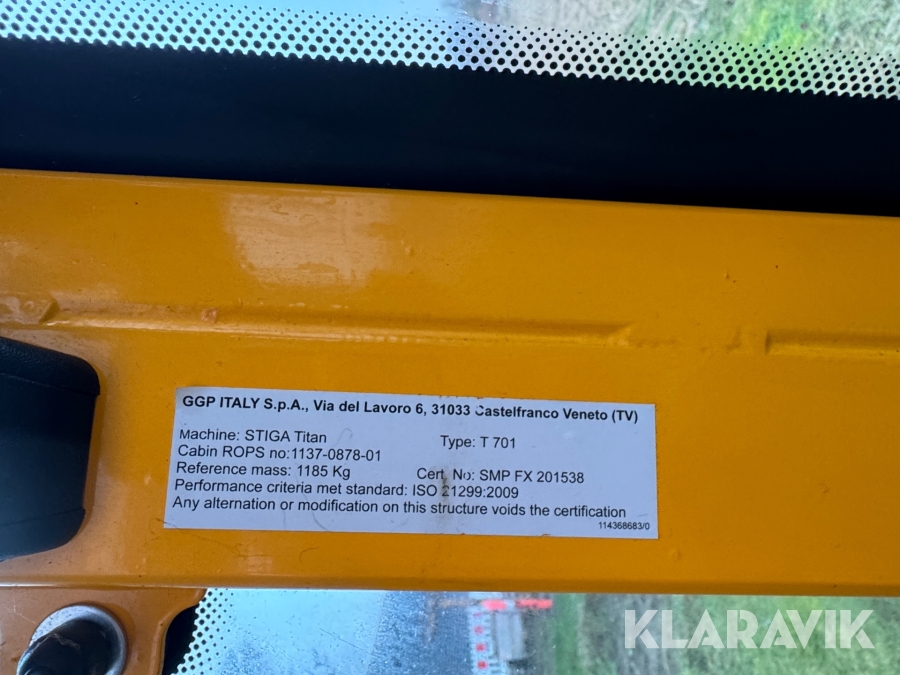 GGP ITALY S.p.A., Via del Lavoro 6, 31033 Castelfranco Veneto (TV)
Machine: STIGA Titan Type: T 701
Cabin ROPS no:1137-0878-01
Reference mass: 1185 Kg Cert. No: SMP FX 201538
Performance criteria met standard: ISO 21299:2009
Any alternation or modification on this structure voids the certification
114368683/0
KLARAVIK